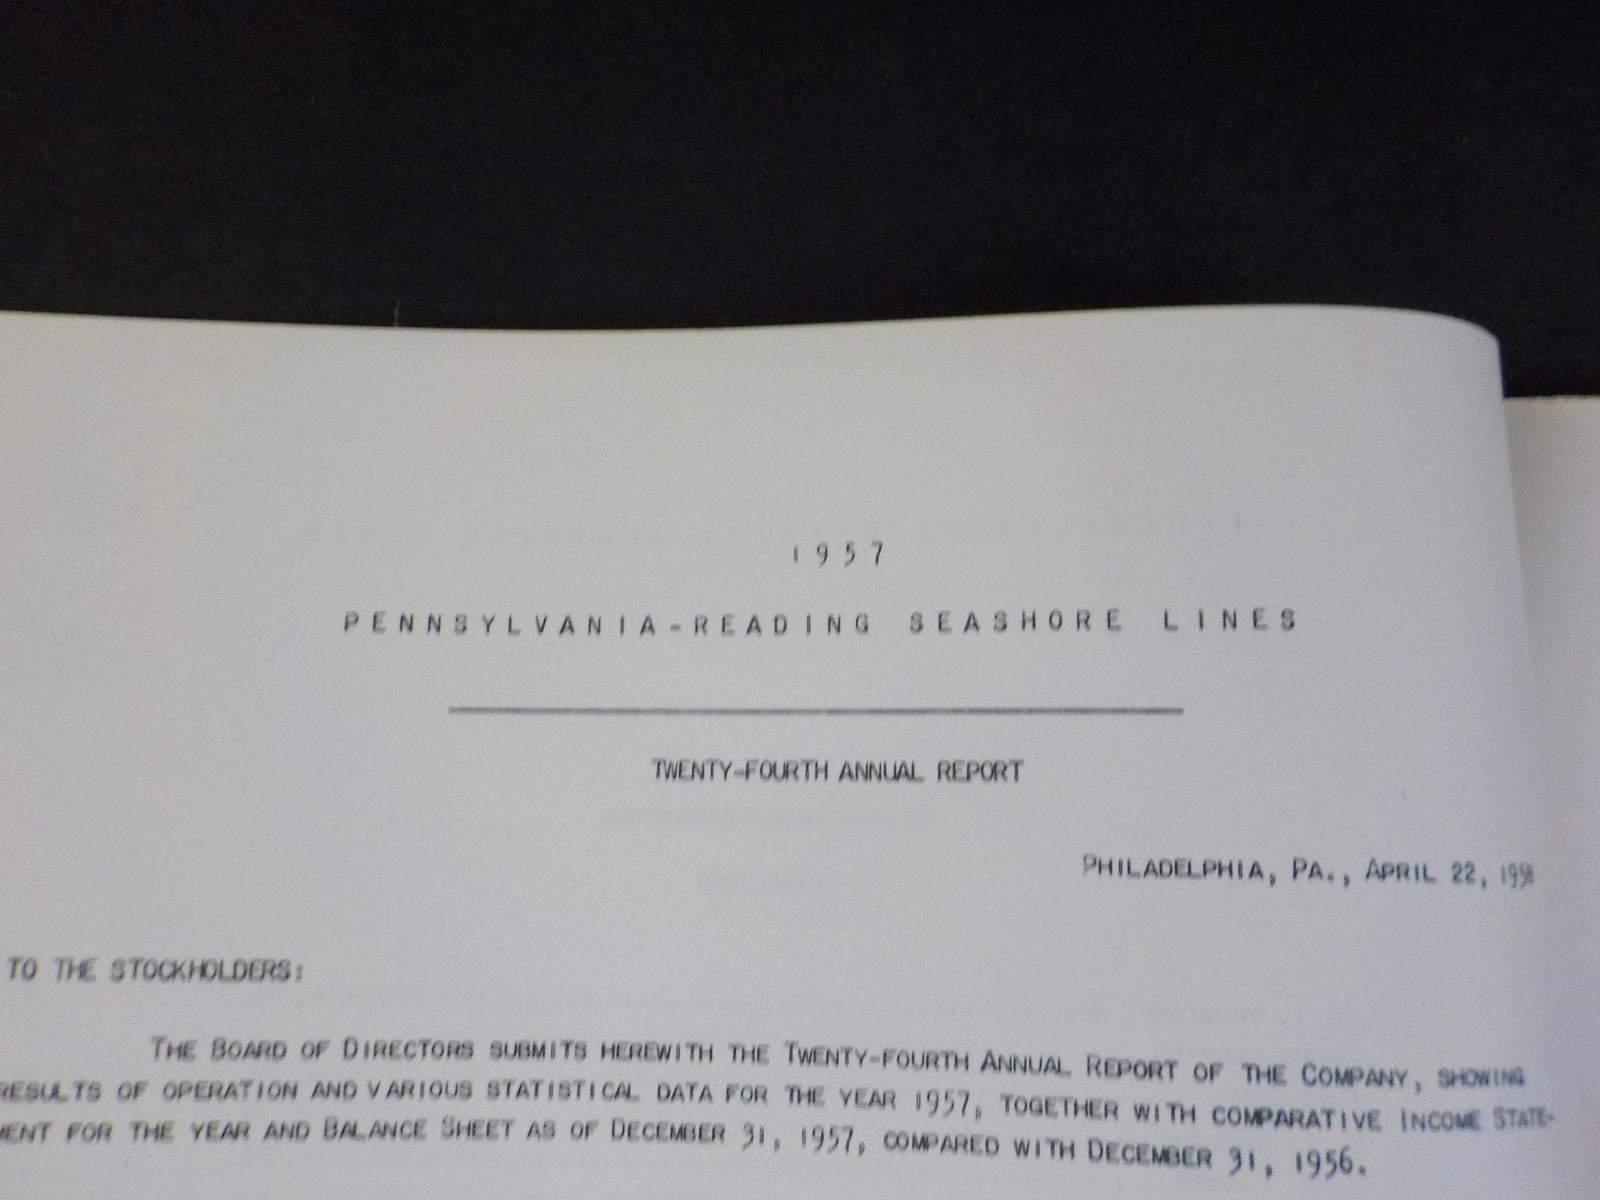 1957
PENNSYLVANIA-READING SEASHORE LINES
TWENTY-FOURTH ANNUAL REPORT
PHILADELPHIA, PA., APRIL 22, 1958
TO THE STOCKHOLDERS:
THE BOARD OF DIRECTORS SUBMITS HEREWITH THE TWENTY-FOURTH ANNUAL REPORT OF THE COMPANY, SHOWING
RESULTS OF OPERATION AND VARIOUS STATISTICAL DATA FOR THE YEAR 1957, TOGETHER WITH COMPARATIVE INCOME STATE-
MENT FOR THE YEAR AND BALANCE SHEET AS OF DECEMBER 31, 1957, COMPARED WITH DECEMBER 31, 1956.